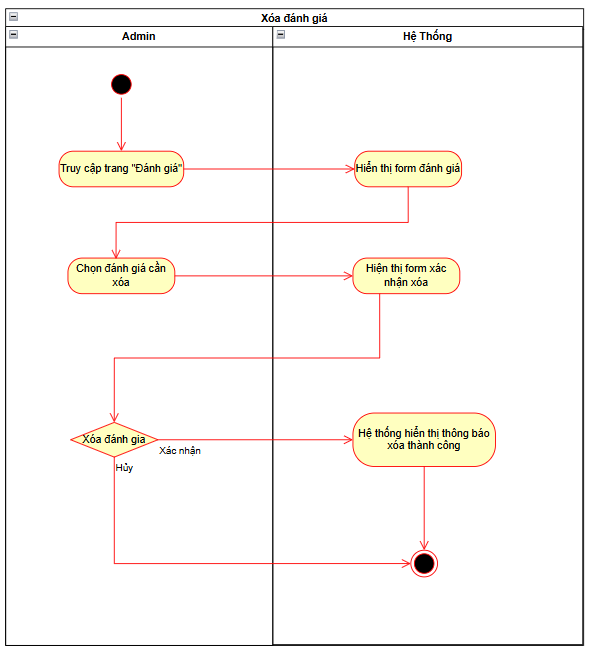 Xóa đánh giá
Admin
Hệ Thống
Truy cập trang "Đánh giá"
Hiển thị form đánh giá
Chọn đánh giá cần
xóa
Hiện thị form xác
nhận xóa
Xóa đánh gia
Xác nhận
Hủy
Hệ thống hiển thị thông báo
xóa thành công